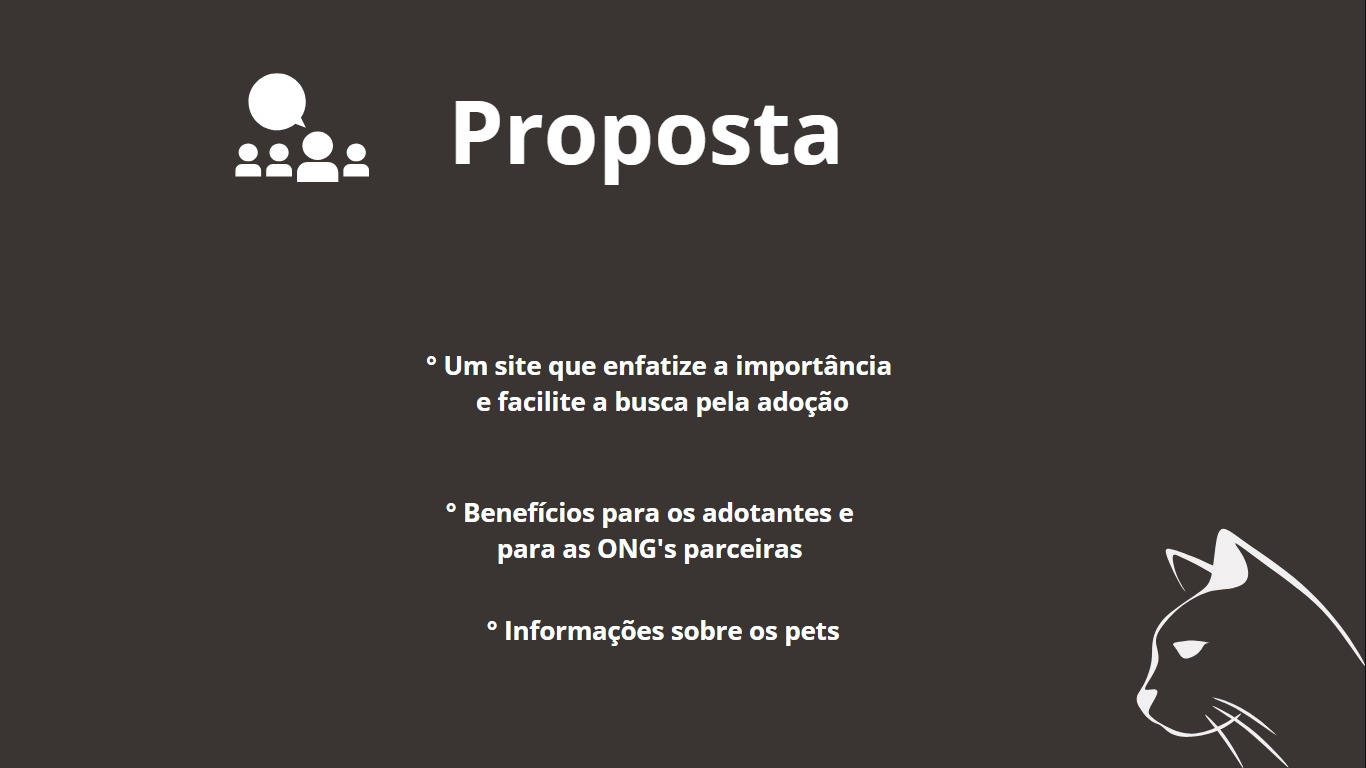 Proposta
° Um site que enfatize a importância
e facilite a busca pela adoção
° Benefícios para os adotantes e
para as ONG's parceiras
° Informações sobre os pets